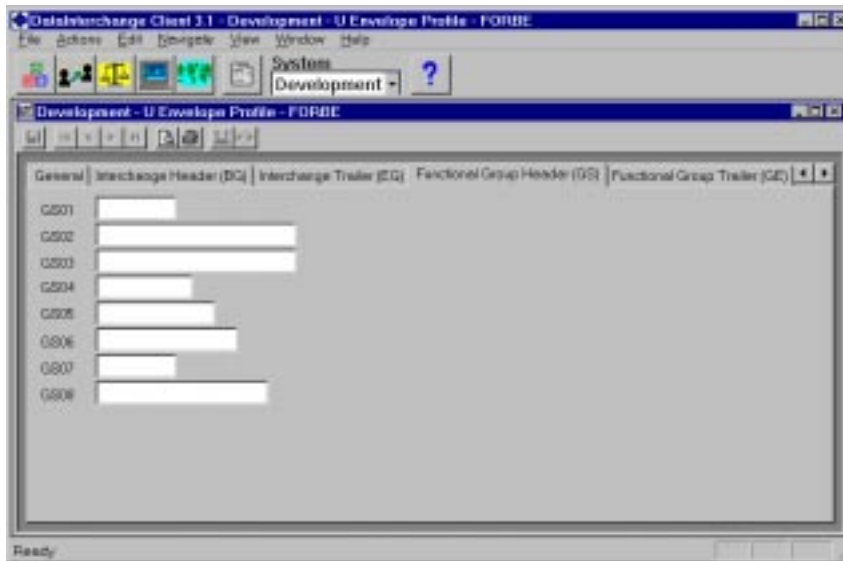 DataInterchange Client 3.1 - Development - U Envelope Profile - FORBE
File Actions Edit Navigate View Window Help
System
Development
?
Development - U Envelope Profile - FORBE
General Interchange Header (BG) Interchange Trailer (EG) Functional Group Header (GS) Functional Group Trailer (GE)
GS01
GS02
GS03
GS04
GS05
GS06
GS07
GS08
Ready